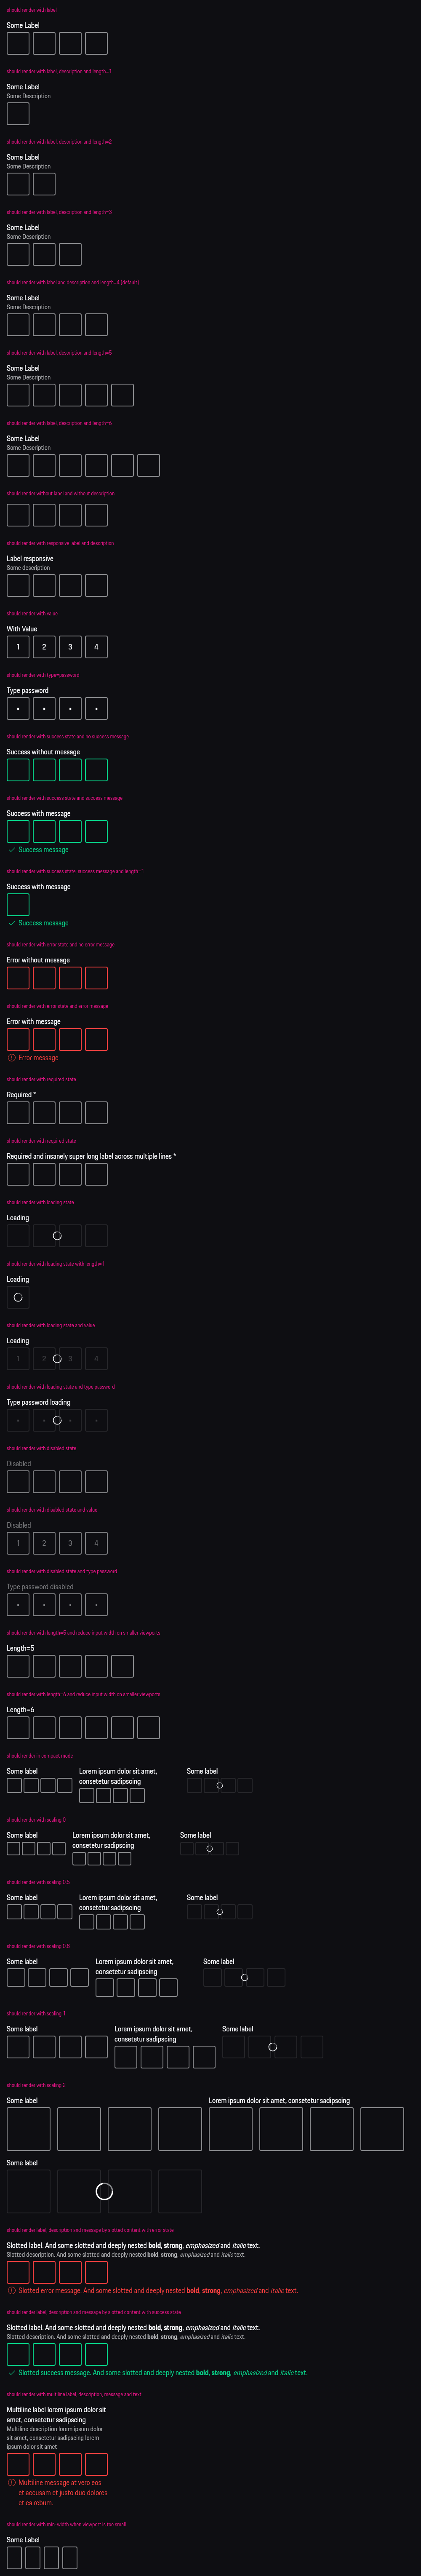 should render with label
Some Label
should render with label, description and length=1
Some Label
Some Description
should render with label, description and length=2
Some Label
Some Description
should render with label, description and length=3
Some Label
Some Description
should render with label and description and length=4 (default)
Some Label
Some Description
should render with label, description and length=5
Some Label
Some Description
should render with label, description and length=6
Some Label
Some Description
should render without label and without description
should render with responsive label and description
Label responsive
Some description
should render with value
With Value
1 2 3 4
should render with type=password
Type password
• • • •
should render with success state and no success message
Success without message
should render with success state and success message
Success with message
Success message
should render with success state, success message and length=1
Success with message
Success message
should render with error state and no error message
Error without message
should render with error state and error message
Error with message
Error message
should render with required state
Required *
should render with required state
Required and insanely super long label across multiple lines *
should render with loading state
Loading
should render with loading state with length=1
Loading
should render with loading state and value
Loading
1 2 3 4
should render with loading state and type password
Type password loading
• • • •
should render with disabled state
Disabled
should render with disabled state and value
Disabled
1 2 3 4
should render with disabled state and type password
Type password disabled
• • • •
should render with length=5 and reduce input width on smaller viewports
Length=5
should render with length=6 and reduce input width on smaller viewports
Length=6
should render in compact mode
Some label Lorem ipsum dolor sit amet, Some label
consetetur sadipscing
should render with scaling 0
Some label Lorem ipsum dolor sit amet, Some label
consetetur sadipscing
should render with scaling 0.5
Some label Lorem ipsum dolor sit amet, Some label
consetetur sadipscing
should render with scaling 0.8
Some label Lorem ipsum dolor sit amet, Some label
consetetur sadipscing
should render with scaling 1
Some label Lorem ipsum dolor sit amet, Some label
consetetur sadipscing
should render with scaling 2
Some label Lorem ipsum dolor sit amet, consetetur sadipscing
Some label
should render label, description and message by slotted content with error state
Slotted label. And some slotted and deeply nested bold, strong, emphasized and italic text.
Slotted description. And some slotted and deeply nested bold, strong, emphasized and italic text.
Slotted error message. And some slotted and deeply nested bold, strong, emphasized and italic text.
should render label, description and message by slotted content with success state
Slotted label. And some slotted and deeply nested bold, strong, emphasized and italic text.
Slotted description. And some slotted and deeply nested bold, strong, emphasized and italic text.
Slotted success message. And some slotted and deeply nested bold, strong, emphasized and italic text.
should render with multiline label, description, message and text
Multiline label lorem ipsum dolor sit
amet, consetetur sadipscing
Multiline description lorem ipsum dolor
sit amet, consetetur sadipscing lorem
ipsum dolor sit amet
Multiline message at vero eos
et accusam et justo duo dolores
et ea rebum.
should render with min-width when viewport is too small
Some Label